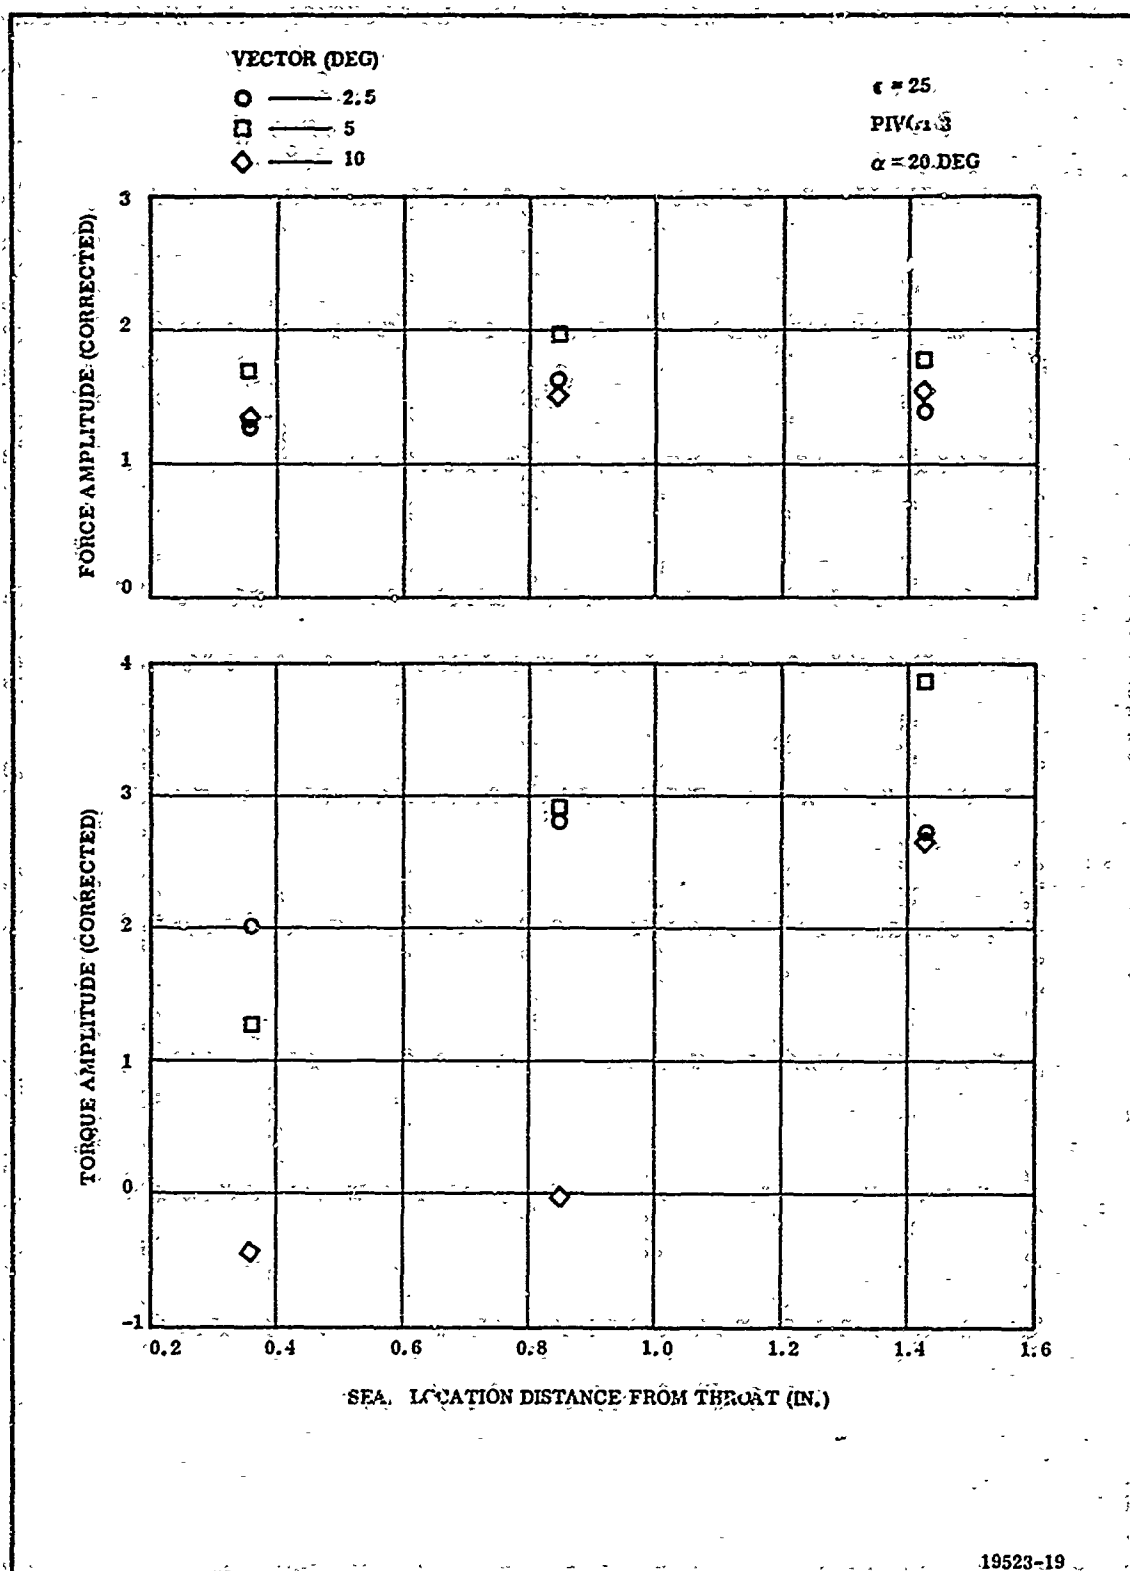 VECTOR (DEG)
2.5
5
10
ε = 25
α = 20 DEG
FORCE AMPLITUDE (CORRECTED)
3
2
1
0
TORQUE AMPLITUDE (CORRECTED)
4
3
2
1
0
-1
0.2 0.4 0.6 0.8 1.0 1.2 1.4 1.6
LOCATION DISTANCE FROM THROAT (IN.)
19523-19